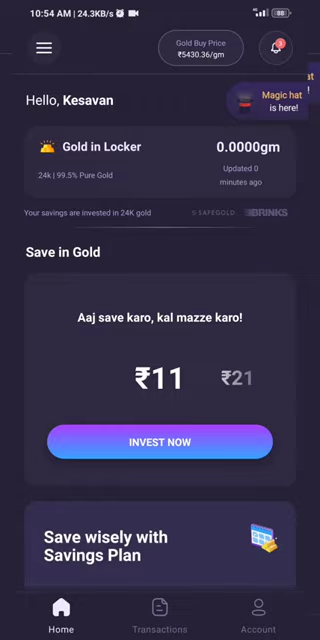 10:54 AM | 24.3KB/s
4G
Gold Buy Price
₹5430.36/gm
Magic hat
is here!
Hello, Kesavan
Gold in Locker
0.0000gm
24k | 99.5% Pure Gold
Updated 0
minutes ago
Your savings are invested in 24K gold
SAFEGOLD
BRINKS
Save in Gold
Aaj save karo, kal mazze karo!
₹11
₹21
INVEST NOW
Save wisely with
Savings Plan
Home
Transactions
Account